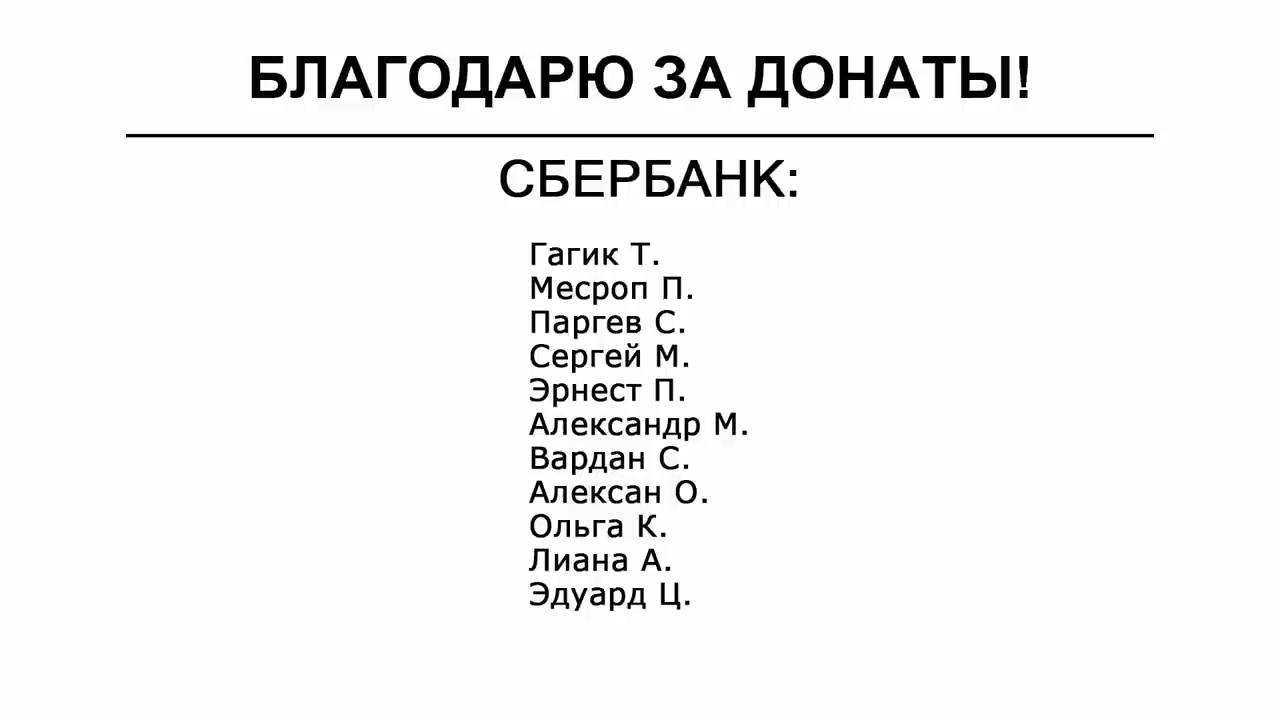 БЛАГОДАРЮ ЗА ДОНАТЫ!
СБЕРБАНК:
Гагик Т.
Месроп П.
Паргев С.
Сергей М.
Эрнест П.
Александр М.
Вардан С.
Алексан О.
Ольга К.
Лиана А.
Эдуард Ц.